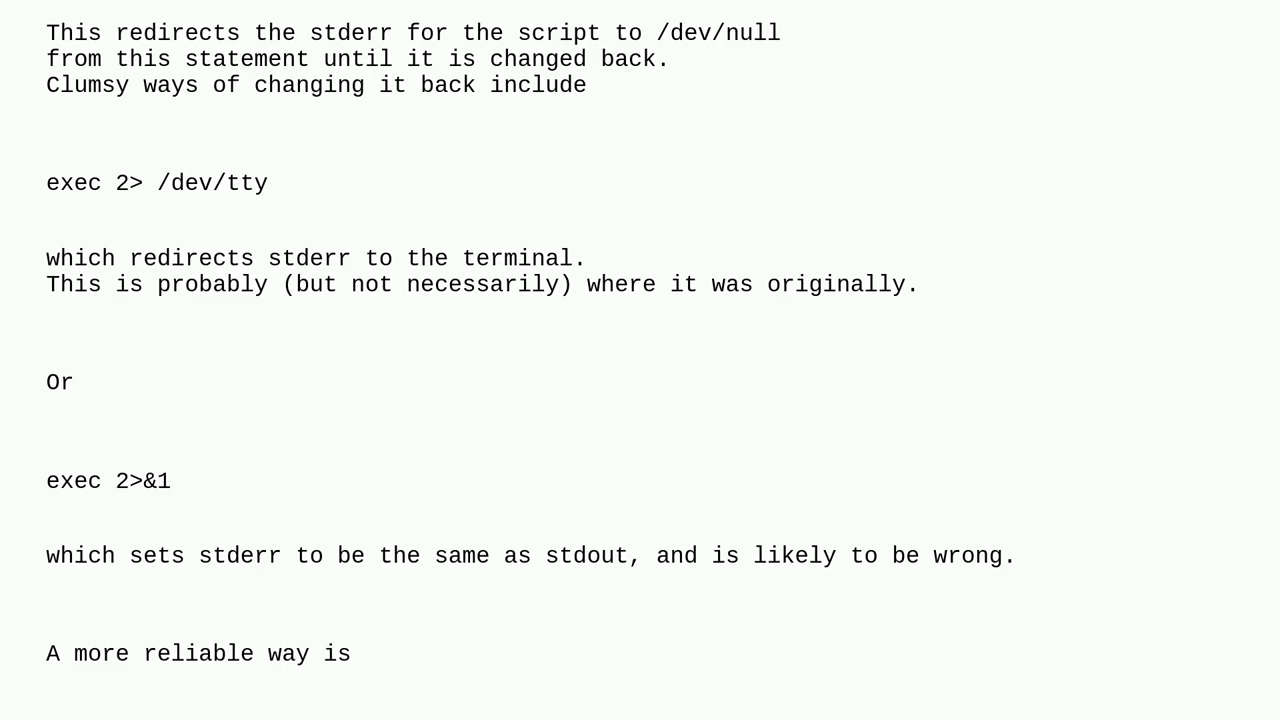 This redirects the stderr for the script to /dev/null
from this statement until it is changed back.
Clumsy ways of changing it back include
exec 2> /dev/tty
which redirects stderr to the terminal.
This is probably (but not necessarily) where it was originally.
Or
exec 2>&1
which sets stderr to be the same as stdout, and is likely to be wrong.
A more reliable way is